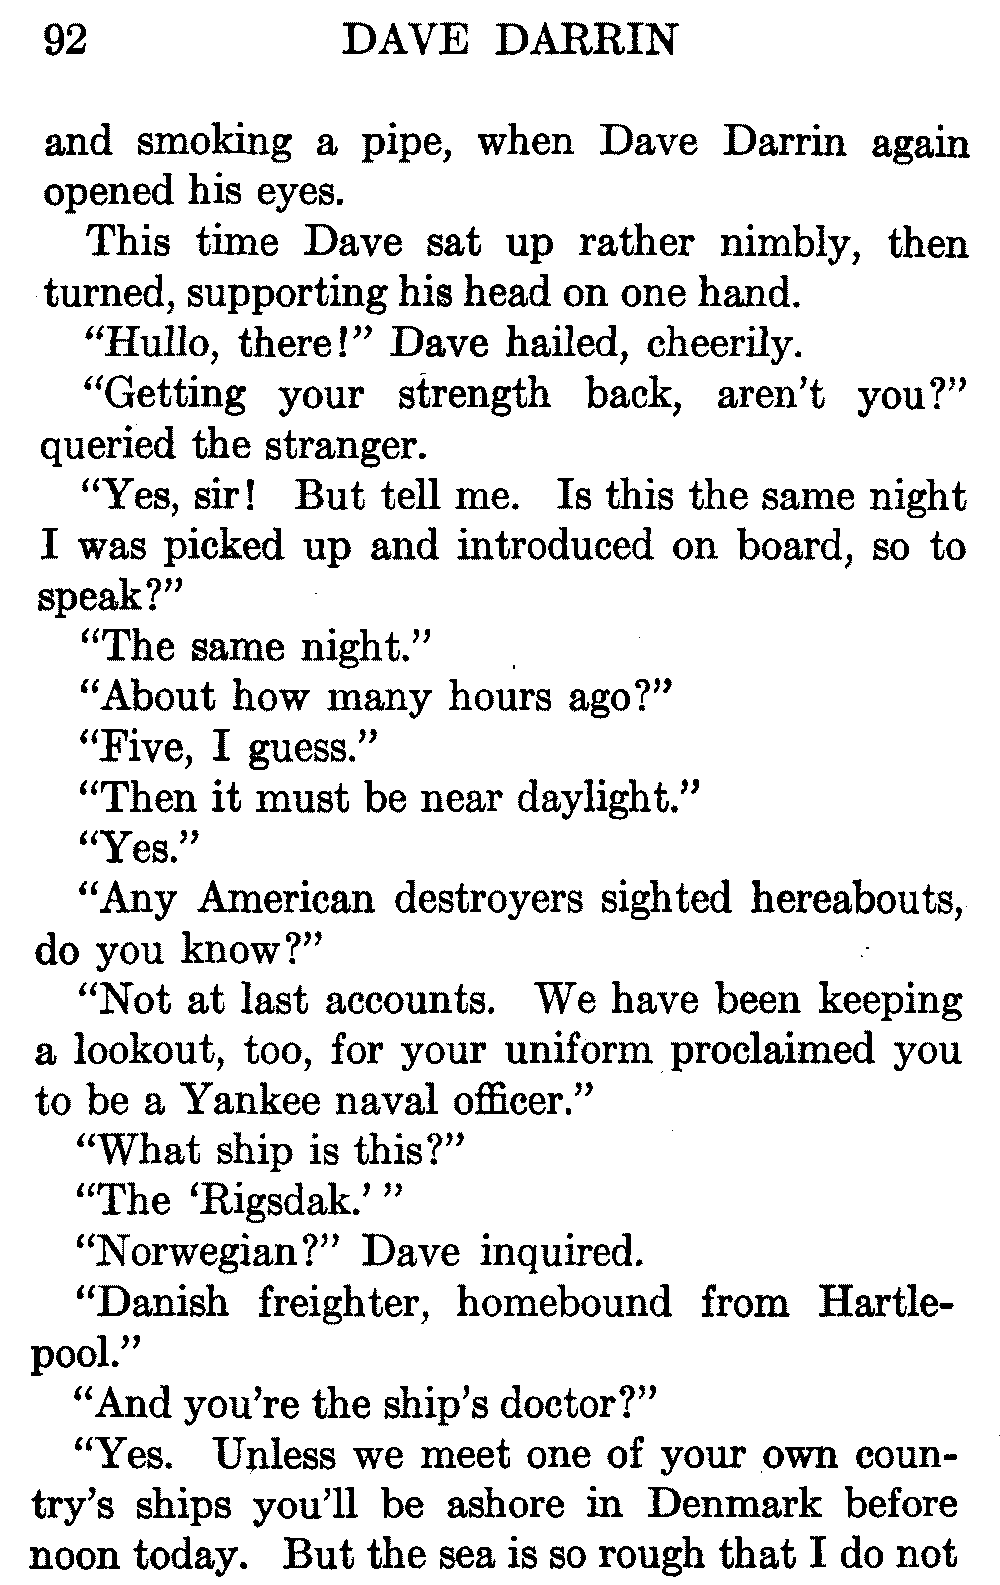 92 DAVE DARRIN
and smoking a pipe, when Dave Darrin again
opened his eyes.
This time Dave sat up rather nimbly, then
turned, supporting his head on one hand.
“Hullo, there!” Dave hailed, cheerily.
“Getting your strength back, aren't you?”
queried the stranger.
“Yes, sir! But tell me. Is this the same night
I was picked up and introduced on board, so to
speak?”
“The same night.”
“About how many hours ago?”
“Five, I guess.”
“Then it must be near daylight.”
“Yes.”
“Any American destroyers sighted hereabouts,
do you know?”
“Not at last accounts. We have been keeping
a lookout, too, for your uniform proclaimed you
to be a Yankee naval officer.”
“What ship is this?”
“The ‘Rigsdak.’ ”
“Norwegian?” Dave inquired.
“Danish freighter, homebound from Hartle-
pool.”
“And you're the ship's doctor?”
“Yes. Unless we meet one of your own coun-
try's ships you'll be ashore in Denmark before
noon today. But the sea is so rough that I do not